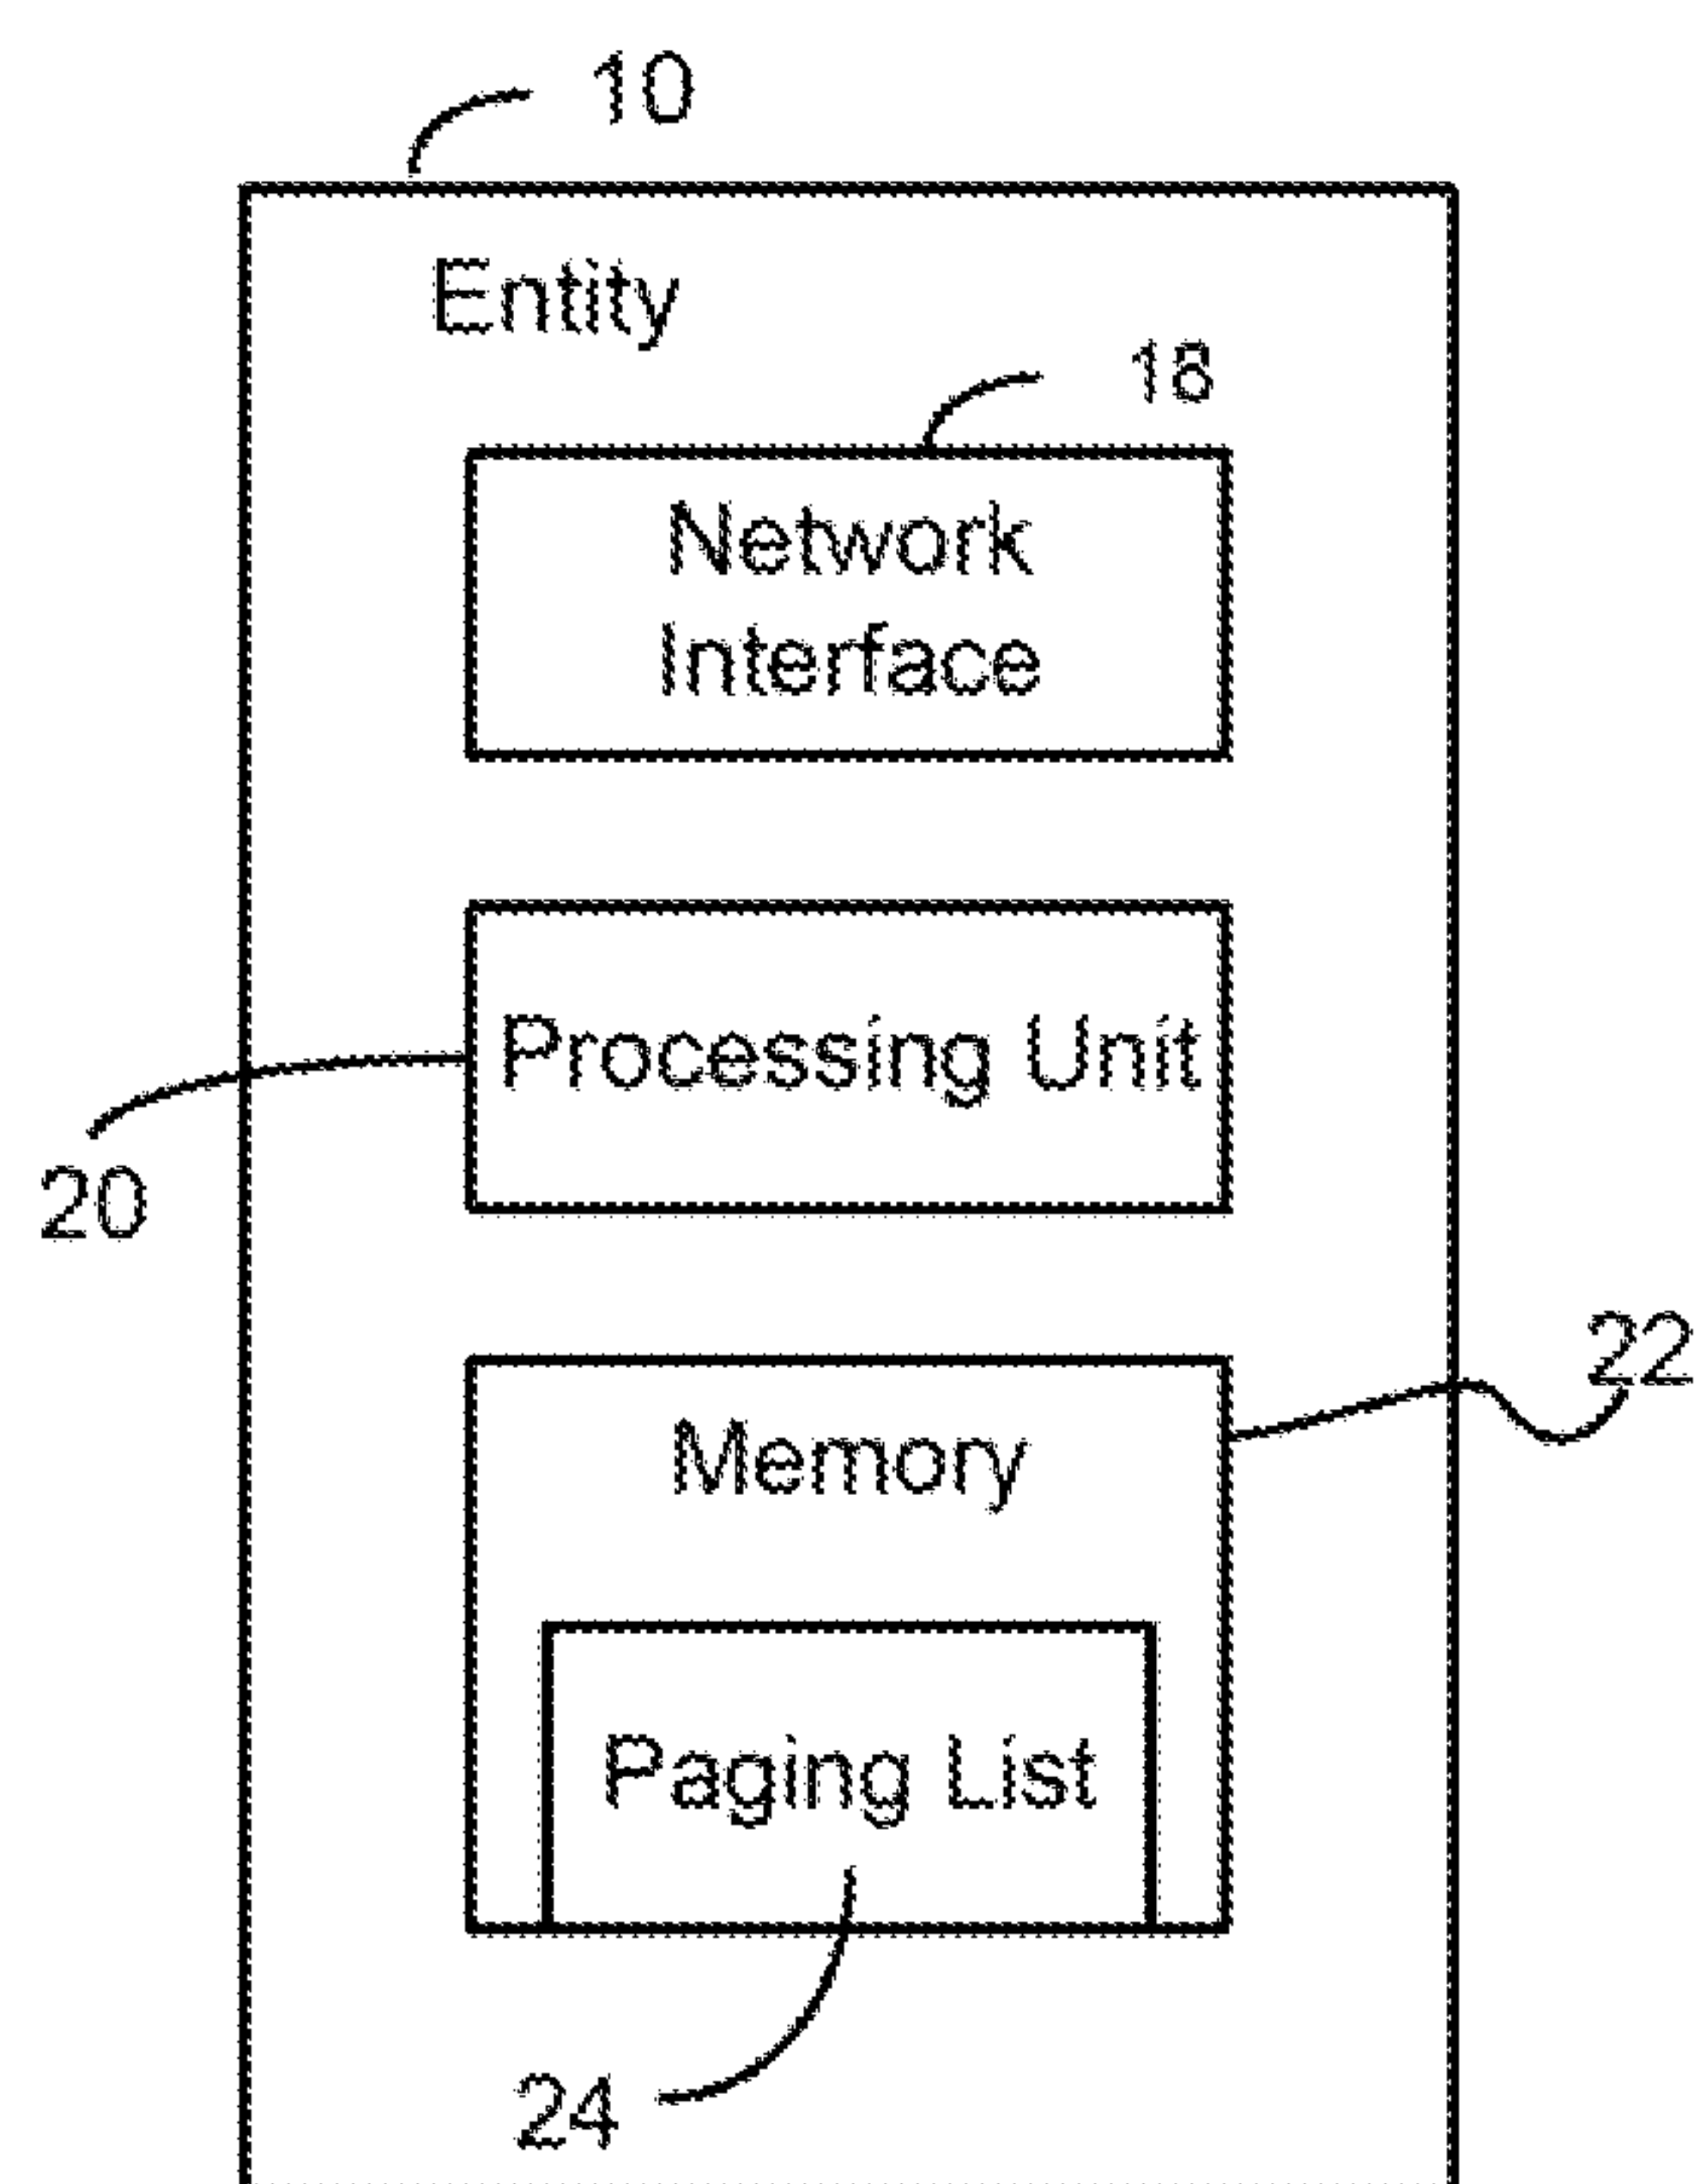 10
Entity
18
Network
Interface
Processing Unit
20
22
Memory
Paging List
24